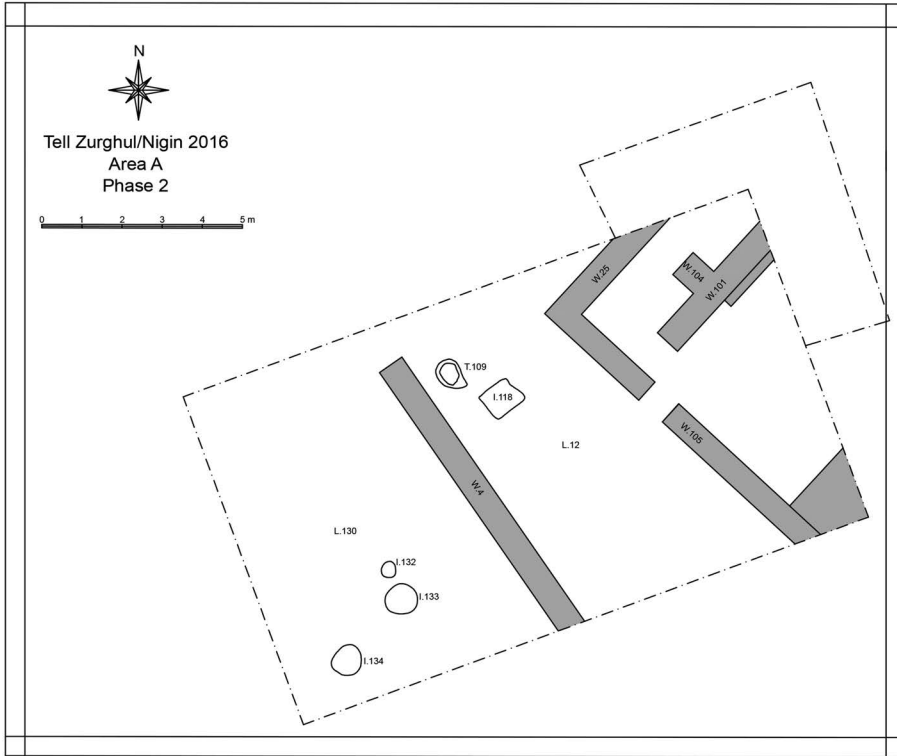 N
Tell Zurghul/Nigin 2016
Area A
Phase 2
0 1 2 3 4 5 m
W.25
W.104
W.101
T.109
I.118
L.12
W.105
W.4
L.130
I.132
I.133
I.134